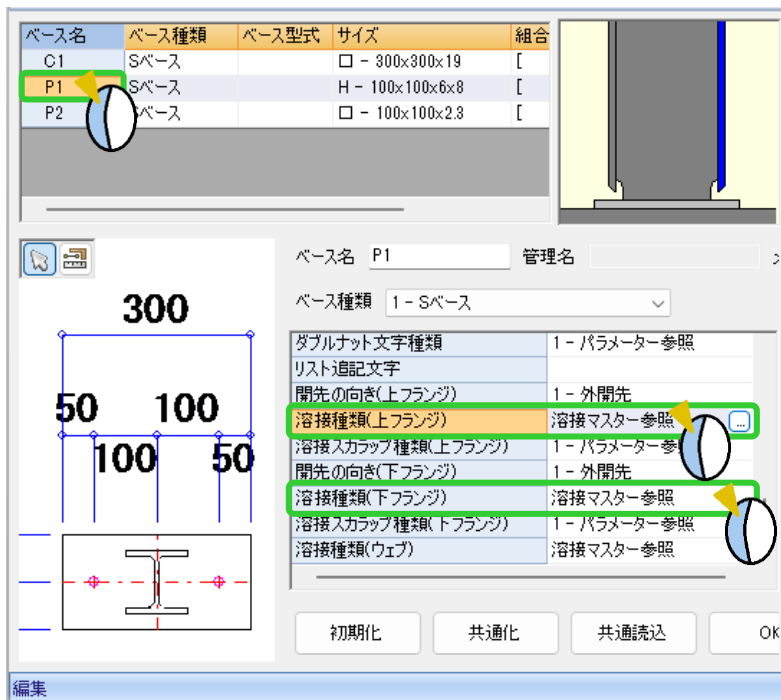 ベース名 ベース種類 ベース型式 サイズ 組合
C1 Sベース □ - 300x300x19 [
P1 Sベース H - 100x100x6x8 [
P2 ベース □ - 100x100x2.3 [
ベース名 P1 管理名
ベース種類 1 - Sベース
300
50 100
100 50
ダブルナット文字種類 1 - パラメーター参照
リスト追記文字
開先の向き(上フランジ) 1 - 外開先
溶接種類(上フランジ) 溶接マスター参照 ...
溶接スカラップ種類(上フランジ) 1 - パラメーター参
開先の向き(下フランジ) 1 - 外開先
溶接種類(下フランジ) 溶接マスター参照
溶接スカラップ種類(下フランジ) 1 - パラメーター参照
溶接種類(ウェブ) 溶接マスター参照
初期化 共通化 共通読込 OK
編集